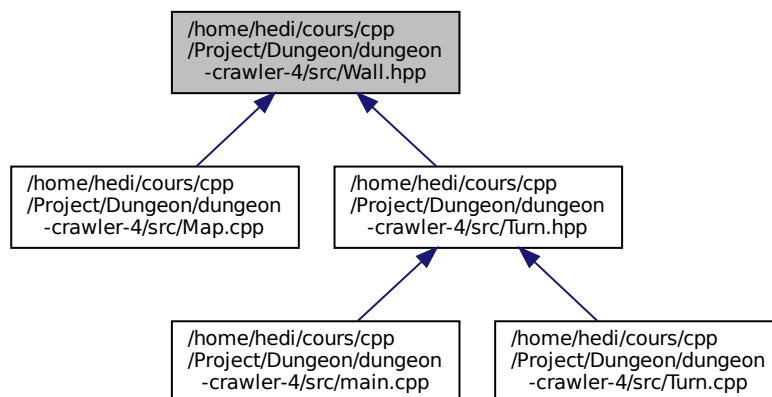 /home/hedi/cours/cpp
/Project/Dungeon/dungeon
-crawler-4/src/Wall.hpp
/home/hedi/cours/cpp
/Project/Dungeon/dungeon
-crawler-4/src/Map.cpp
/home/hedi/cours/cpp
/Project/Dungeon/dungeon
-crawler-4/src/Turn.hpp
/home/hedi/cours/cpp
/Project/Dungeon/dungeon
-crawler-4/src/main.cpp
/home/hedi/cours/cpp
/Project/Dungeon/dungeon
-crawler-4/src/Turn.cpp